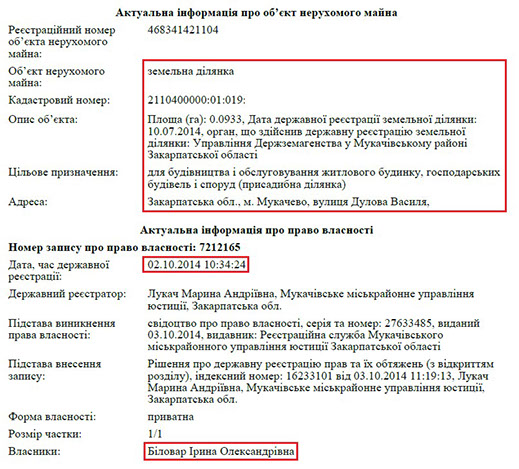 Актуальна інформація про об’єкт нерухомого майна
Реєстраційний номер 468341421104
об’єкта нерухомого
майна:
Об’єкт нерухомого земельна ділянка
майна:
Кадастровий номер: 2110400000:01:019:
Опис об’єкта: Площа (га): 0.0933, Дата державної реєстрації земельної ділянки:
10.07.2014, орган, що здійснив державну реєстрацію земельної
ділянки: Управління Держземагенства у Мукачівському районі
Закарпатської області
Цільове призначення: для будівництва і обслуговування житлового будинку, господарських
будівель і споруд (присадибна ділянка)
Адреса: Закарпатська обл., м. Мукачево, вулиця Дулова Василя,
Актуальна інформація про право власності
Номер запису про право власності: 7212165
Дата, час державної 02.10.2014 10:34:24
реєстрації:
Державний реєстратор: Лукач Марина Андріївна, Мукачівське міськрайонне управління
юстиції, Закарпатська обл.
Підстава виникнення свідоцтво про право власності, серія та номер: 27633485, виданий
права власності: 03.10.2014, видавник: Реєстраційна служба Мукачівського
міськрайонного управління юстиції Закарпатської області
Підстава внесення Рішення про державну реєстрацію прав та їх обтяжень (з відкриттям
запису: розділу), індексний номер: 16233101 від 03.10.2014 11:19:13, Лукач
Марина Андріївна, Мукачівське міськрайонне управління юстиції,
Закарпатська обл.
Форма власності: приватна
Розмір частки: 1/1
Власники: Біловар Ірина Олександрівна